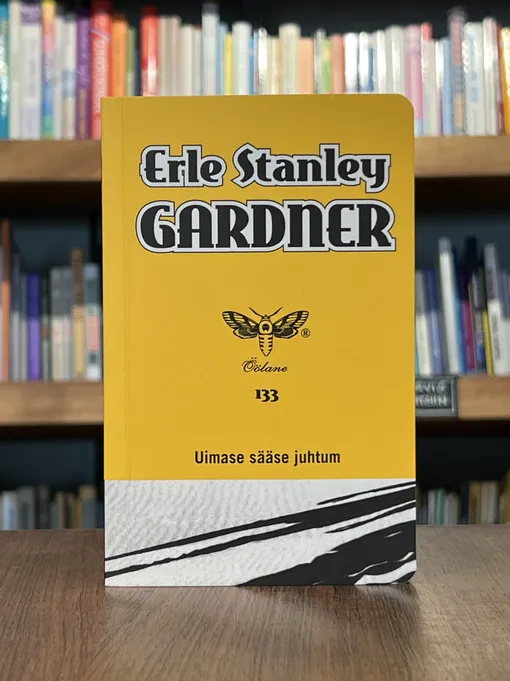 Erle Stanley
GARDNER
®
Öölane
133
Uimase sääse juhtum